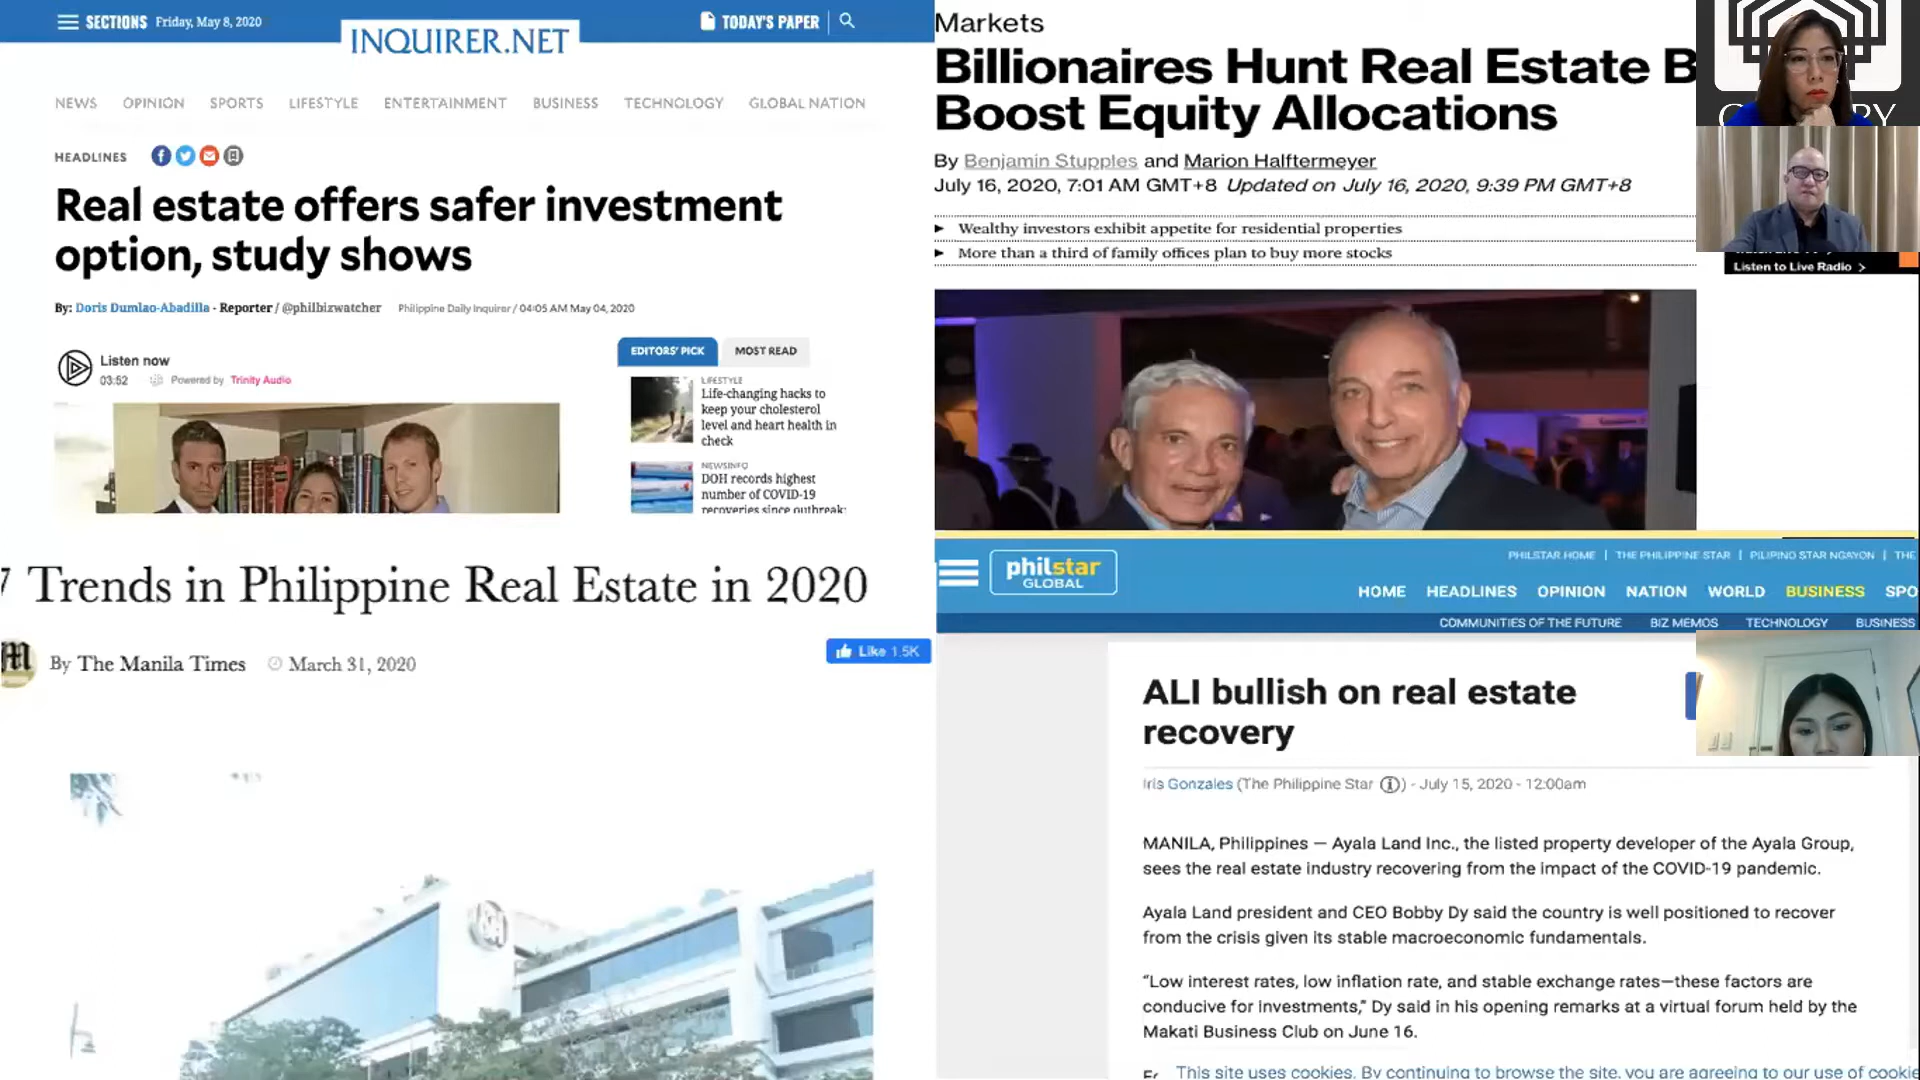 SECTIONS Friday, May 8, 2020
INQUIRER.NET
TODAY'S PAPER
NEWS OPINION SPORTS LIFESTYLE ENTERTAINMENT BUSINESS TECHNOLOGY GLOBAL NATION
HEADLINES
Real estate offers safer investment
option, study shows
By: Doris Dumlao-Abadilla - Reporter / @philbizwatcher Philippine Daily Inquirer / 04:05 AM May 04, 2020
Listen now
03:52 Powered by Trinity Audio
EDITORS' PICK MOST READ
LIFESTYLE
Life-changing hacks to
keep your cholesterol
level and heart health in
check
NEWSINFO
DOH records highest
number of COVID-19
recoveries since outbreak:
7 Trends in Philippine Real Estate in 2020
By The Manila Times March 31, 2020
Like 1.5K
Markets
Billionaires Hunt Real Estate B
Boost Equity Allocations
By Benjamin Stupples and Marion Halftermeyer
July 16, 2020, 7:01 AM GMT+8 Updated on July 16, 2020, 9:39 PM GMT+8
Wealthy investors exhibit appetite for residential properties
More than a third of family offices plan to buy more stocks
Listen to Live Radio >
philstar
GLOBAL
PHILSTAR HOME | THE PHILIPPINE STAR | PILIPINO STAR NGAYON | THE
HOME HEADLINES OPINION NATION WORLD BUSINESS SPO
COMMUNITIES OF THE FUTURE BIZ MEMOS TECHNOLOGY BUSINESS
ALI bullish on real estate
recovery
Iris Gonzales (The Philippine Star) - July 15, 2020 - 12:00am
MANILA, Philippines — Ayala Land Inc., the listed property developer of the Ayala Group,
sees the real estate industry recovering from the impact of the COVID-19 pandemic.
Ayala Land president and CEO Bobby Dy said the country is well positioned to recover
from the crisis given its stable macroeconomic fundamentals.
“Low interest rates, low inflation rate, and stable exchange rates—these factors are
conducive for investments,” Dy said in his opening remarks at a virtual forum held by the
Makati Business Club on June 16.
This site uses cookies. By continuing to browse the site, you are agreeing to our use of cookie